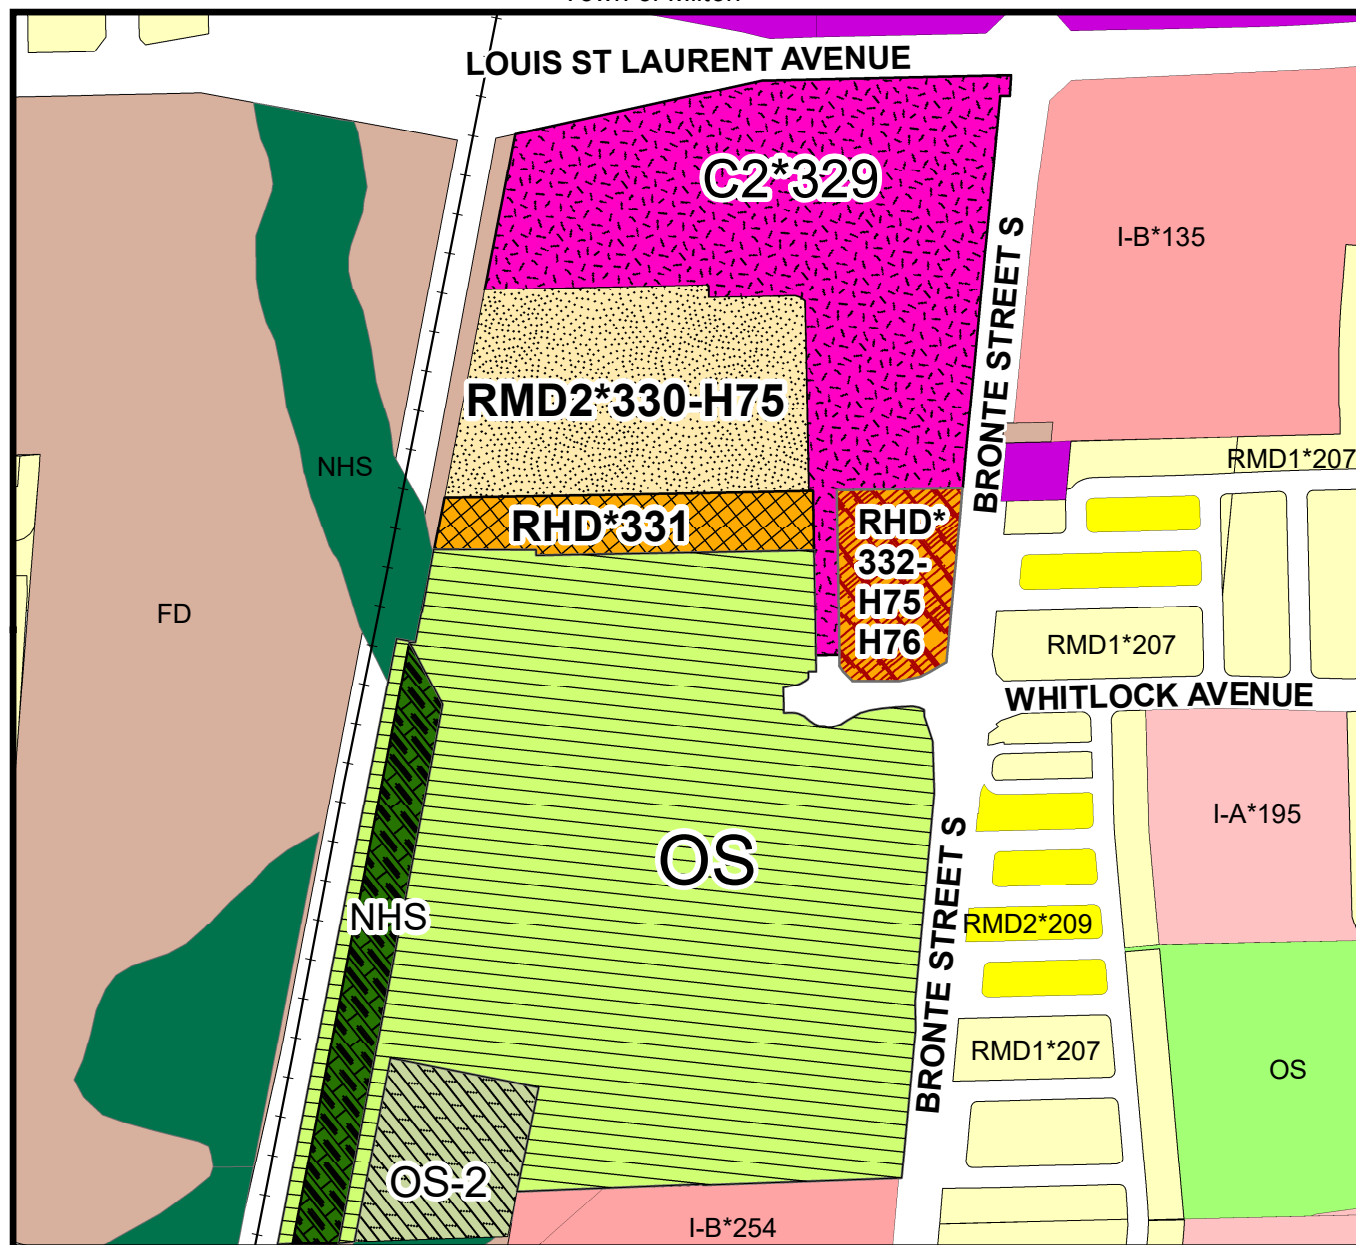 LOUIS ST LAURENT AVENUE
C2*329
I-B*135
BRONTE STREET S
RMD2*330-H75
NHS
RMD1*207
RHD*331
RHD*
332-
H75
H76
FD
RMD1*207
WHITLOCK AVENUE
I-A*195
OS
BRONTE STREET S
NHS
RMD2*209
RMD1*207
OS
OS-2
I-B*254